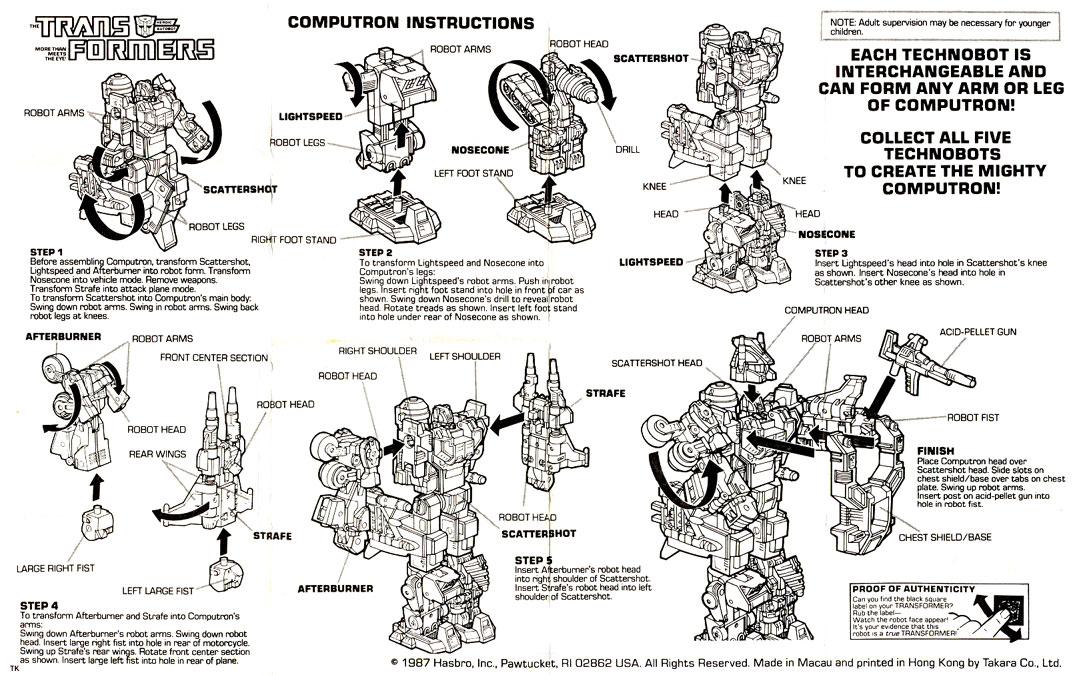 THE TRANSFORMERS
HEROIC
AUTOBOT
MORE THAN
MEETS
THE EYE!
COMPUTRON INSTRUCTIONS
NOTE: Adult supervision may be necessary for younger
children.
EACH TECHNOBOT IS
INTERCHANGEABLE AND
CAN FORM ANY ARM OR LEG
OF COMPUTRON!
COLLECT ALL FIVE
TECHNOBOTS
TO CREATE THE MIGHTY
COMPUTRON!
ROBOT ARMS
SCATTERSHOT
ROBOT LEGS
STEP 1
Before assembling Computron, transform Scattershot,
Lightspeed and Afterburner into robot form. Transform
Nosecone into vehicle mode. Remove weapons.
Transform Strafe into attack plane mode.
To transform Scattershot into Computron's main body:
Swing down robot arms. Swing in robot arms. Swing back
robot legs at knees.
ROBOT ARMS
ROBOT HEAD
LIGHTSPEED
ROBOT LEGS
NOSECONE
DRILL
LEFT FOOT STAND
RIGHT FOOT STAND
STEP 2
To transform Lightspeed and Nosecone into
Computron's legs:
Swing down Lightspeed's robot arms. Push in robot
legs. Insert right foot stand into hole in front of car as
shown. Swing down Nosecone's drill to reveal robot
head. Rotate treads as shown. Insert left foot stand
into hole under rear of Nosecone as shown.
SCATTERSHOT
KNEE
KNEE
HEAD
HEAD
NOSECONE
LIGHTSPEED
STEP 3
Insert Lightspeed's head into hole in Scattershot's knee
as shown. Insert Nosecone's head into hole in
Scattershot's other knee as shown.
AFTERBURNER
ROBOT ARMS
FRONT CENTER SECTION
ROBOT HEAD
ROBOT HEAD
REAR WINGS
STRAFE
LARGE RIGHT FIST
LEFT LARGE FIST
STEP 4
To transform Afterburner and Strafe into Computron's
arms:
Swing down Afterburner's robot arms. Swing down robot
head. Insert large right fist into hole in rear of motorcycle.
Swing up Strafe's rear wings. Rotate front center section
as shown. Insert large left fist into hole in rear of plane.
TK
RIGHT SHOULDER
LEFT SHOULDER
ROBOT HEAD
STRAFE
ROBOT HEAD
SCATTERSHOT
AFTERBURNER
STEP 5
Insert Afterburner's robot head
into right shoulder of Scattershot.
Insert Strafe's robot head into left
shoulder of Scattershot.
COMPUTRON HEAD
SCATTERSHOT HEAD
ROBOT ARMS
ACID-PELLET GUN
ROBOT FIST
FINISH
Place Computron head over
Scattershot head. Slide slots on
chest shield/base over tabs on chest
plate. Swing up robot arms.
Insert post on acid-pellet gun into
hole in robot fist.
CHEST SHIELD/BASE
PROOF OF AUTHENTICITY
Can you find the black square
label on your TRANSFORMER?
Rub the label—
Watch the robot face appear!
It's your evidence that this
robot is a true TRANSFORMER!
© 1987 Hasbro, Inc., Pawtucket, RI 02862 USA. All Rights Reserved. Made in Macau and printed in Hong Kong by Takara Co., Ltd.